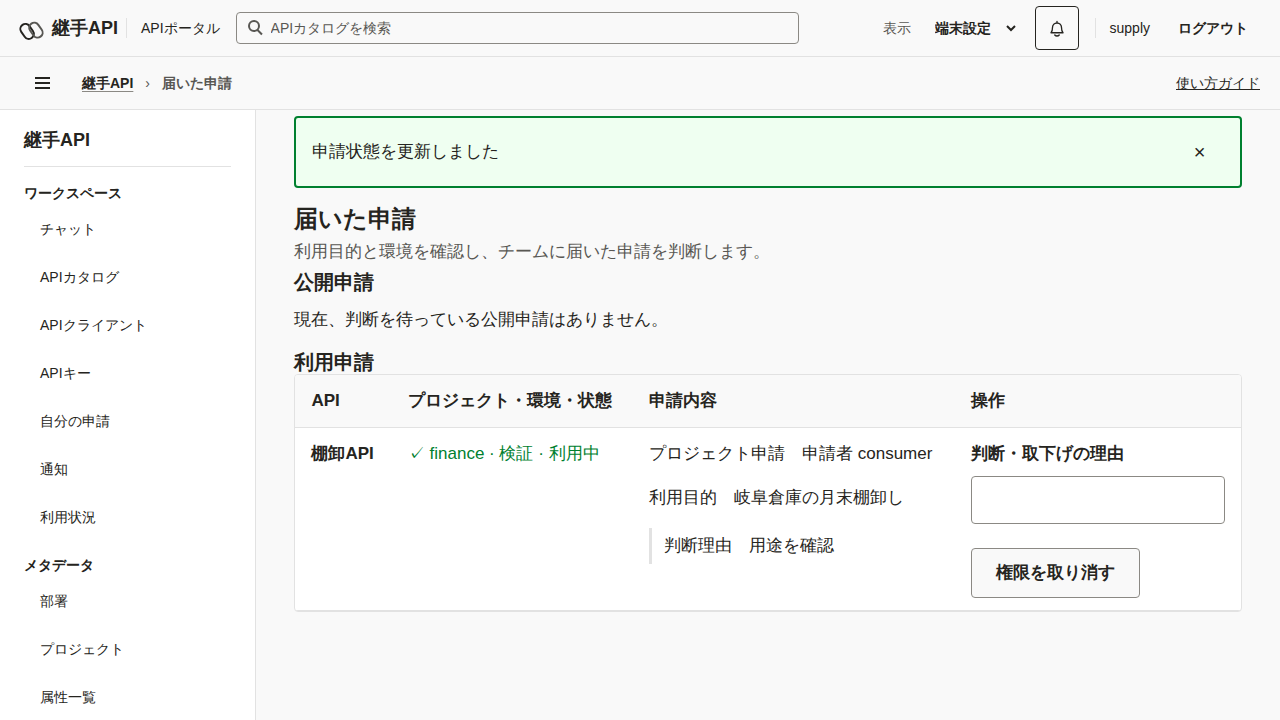 継手API
APIポータル
APIカタログを検索
表示
端末設定
supply
ログアウト
継手API › 届いた申請
使い方ガイド
継手API
ワークスペース
チャット
APIカタログ
APIクライアント
APIキー
自分の申請
通知
利用状況
メタデータ
部署
プロジェクト
属性一覧
申請状態を更新しました
×
届いた申請
利用目的と環境を確認し、チームに届いた申請を判断します。
公開申請
現在、判断を待っている公開申請はありません。
利用申請
API プロジェクト・環境・状態 申請内容 操作
棚卸API
✓ finance · 検証 · 利用中
プロジェクト申請　申請者 consumer
利用目的　岐阜倉庫の月末棚卸し
判断理由　用途を確認
判断・取下げの理由
権限を取り消す